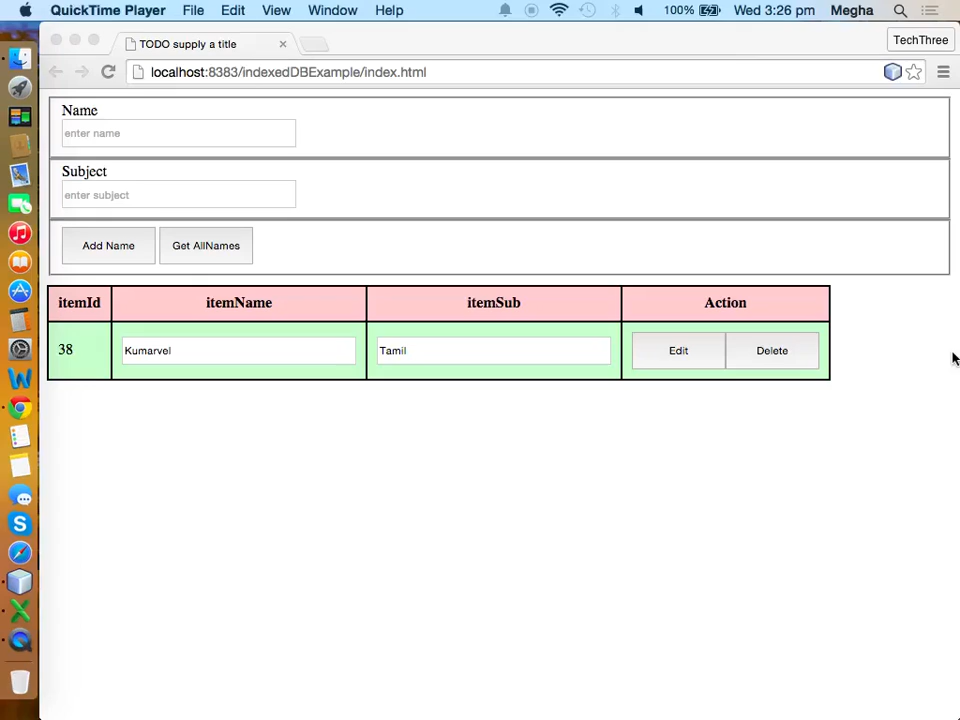 QuickTime Player File Edit View Window Help 100% Wed 3:26 pm Megha
TODO supply a title TechThree
localhost:8383/indexedDBExample/index.html
Name
enter name
Subject
enter subject
Add Name Get AllNames
itemId itemName itemSub Action
38 Kumarvel Tamil Edit Delete